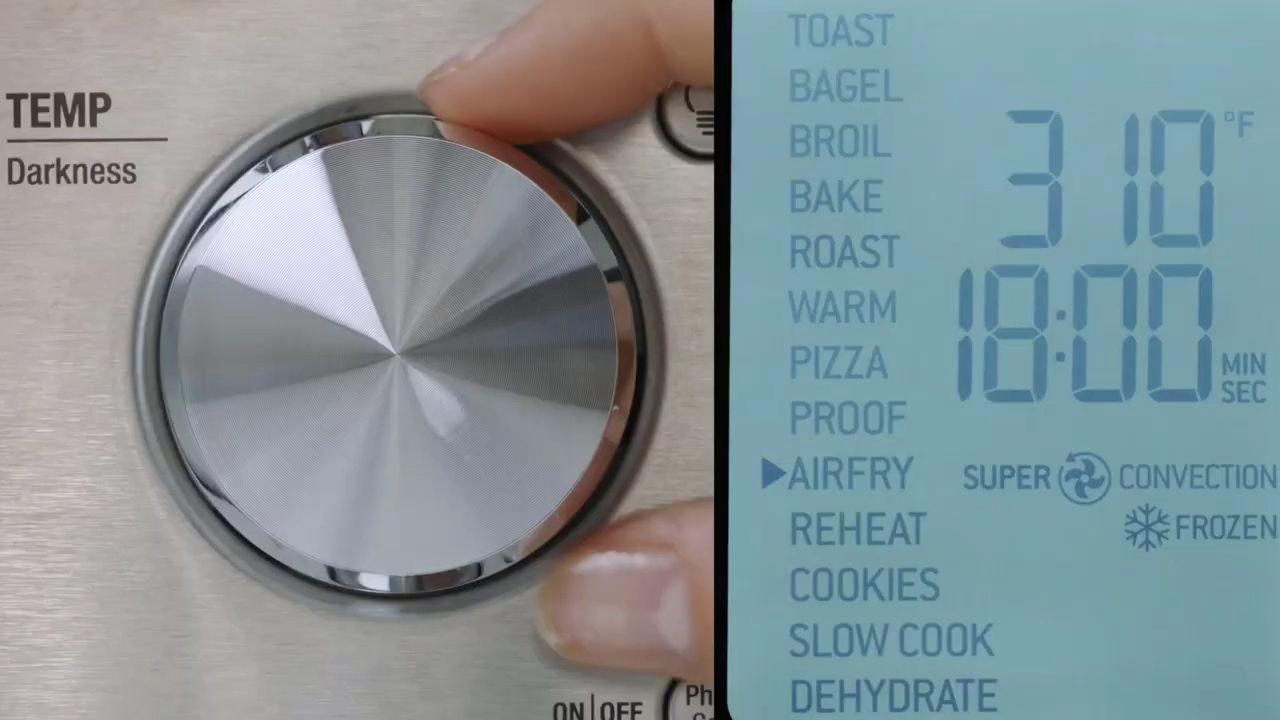 TEMP
Darkness
ON|OFF
Ph
TOAST
BAGEL
BROIL
BAKE
ROAST
WARM
PIZZA
PROOF
AIRFRY
REHEAT
COOKIES
SLOW COOK
DEHYDRATE
310 °F
18:00 MIN
SEC
SUPER CONVECTION
FROZEN